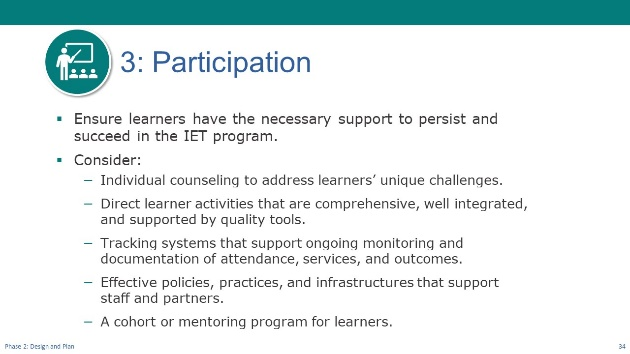 3: Participation
▪ Ensure learners have the necessary support to persist and
succeed in the IET program.
▪ Consider:
− Individual counseling to address learners’ unique challenges.
− Direct learner activities that are comprehensive, well integrated,
and supported by quality tools.
− Tracking systems that support ongoing monitoring and
documentation of attendance, services, and outcomes.
− Effective policies, practices, and infrastructures that support
staff and partners.
− A cohort or mentoring program for learners.
Phase 2: Design and Plan
34